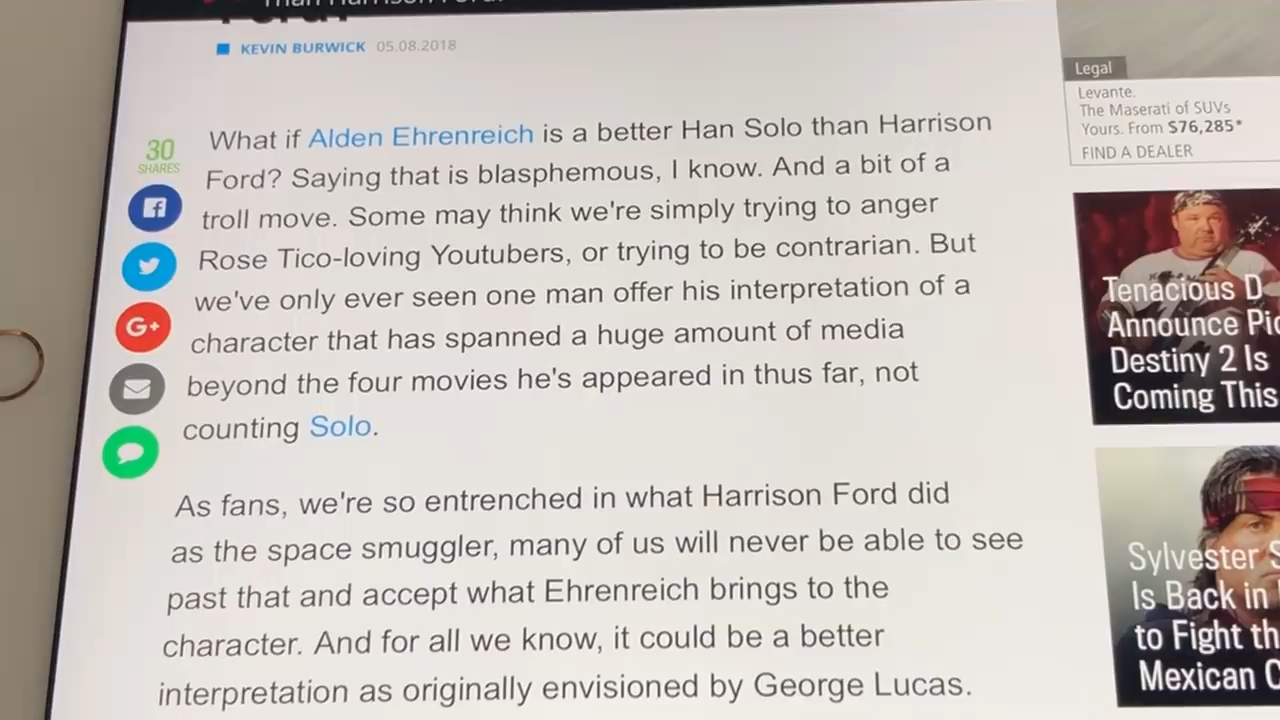 Than Harrison Ford
Ford?
KEVIN BURWICK 05.08.2018
30
SHARES
What if Alden Ehrenreich is a better Han Solo than Harrison
Ford? Saying that is blasphemous, I know. And a bit of a
troll move. Some may think we're simply trying to anger
Rose Tico-loving Youtubers, or trying to be contrarian. But
we've only ever seen one man offer his interpretation of a
character that has spanned a huge amount of media
beyond the four movies he's appeared in thus far, not
counting Solo.
As fans, we're so entrenched in what Harrison Ford did
as the space smuggler, many of us will never be able to see
past that and accept what Ehrenreich brings to the
character. And for all we know, it could be a better
interpretation as originally envisioned by George Lucas.
G+
Legal
Levante.
The Maserati of SUVs
Yours. From $76,285*
FIND A DEALER
Tenacious D
Announce Pic
Destiny 2 Is
Coming This
Sylvester S
Is Back in
to Fight th
Mexican C